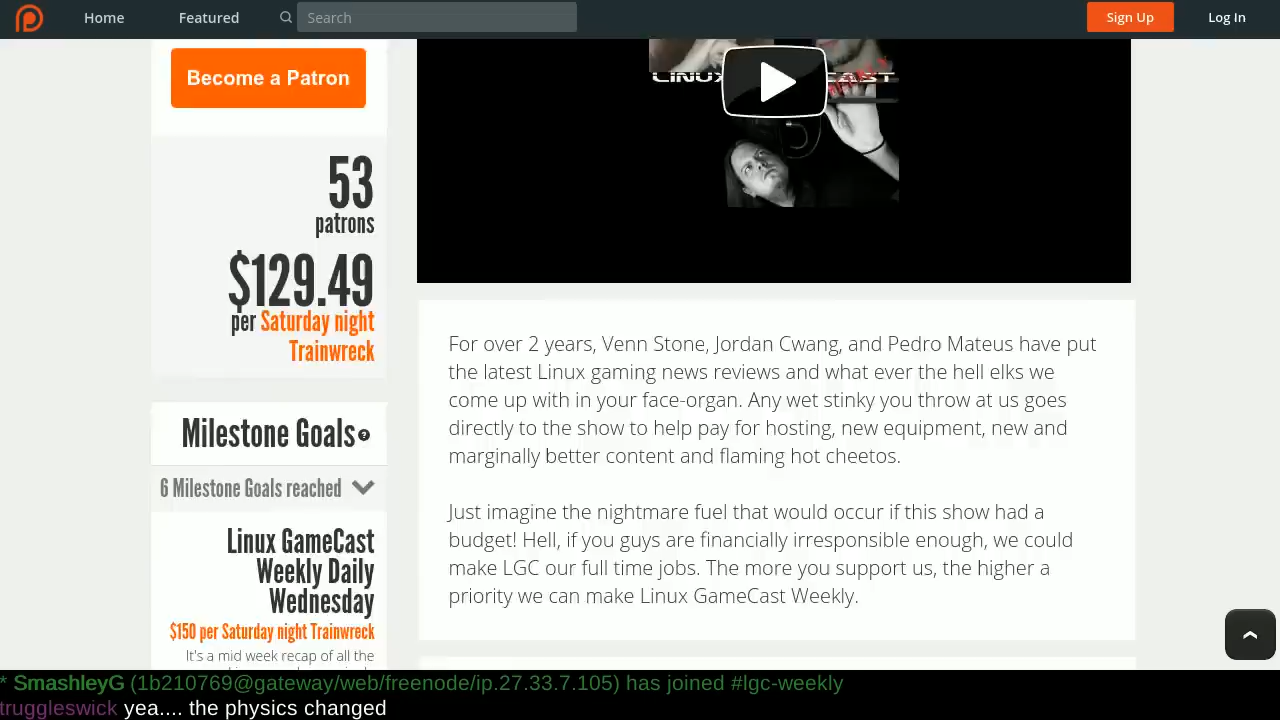 Home
Featured
Search
Sign Up
Log In
Become a Patron
53
patrons
$129.49
per Saturday night
Trainwreck
Milestone Goals
6 Milestone Goals reached
Linux GameCast
Weekly Daily
Wednesday
$150 per Saturday night Trainwreck
It's a mid week recap of all the
For over 2 years, Venn Stone, Jordan Cwang, and Pedro Mateus have put
the latest Linux gaming news reviews and what ever the hell elks we
come up with in your face-organ. Any wet stinky you throw at us goes
directly to the show to help pay for hosting, new equipment, new and
marginally better content and flaming hot cheetos.
Just imagine the nightmare fuel that would occur if this show had a
budget! Hell, if you guys are financially irresponsible enough, we could
make LGC our full time jobs. The more you support us, the higher a
priority we can make Linux GameCast Weekly.
* SmashleyG (1b210769@gateway/web/freenode/ip.27.33.7.105) has joined #lgc-weekly
truggleswick yea.... the physics changed